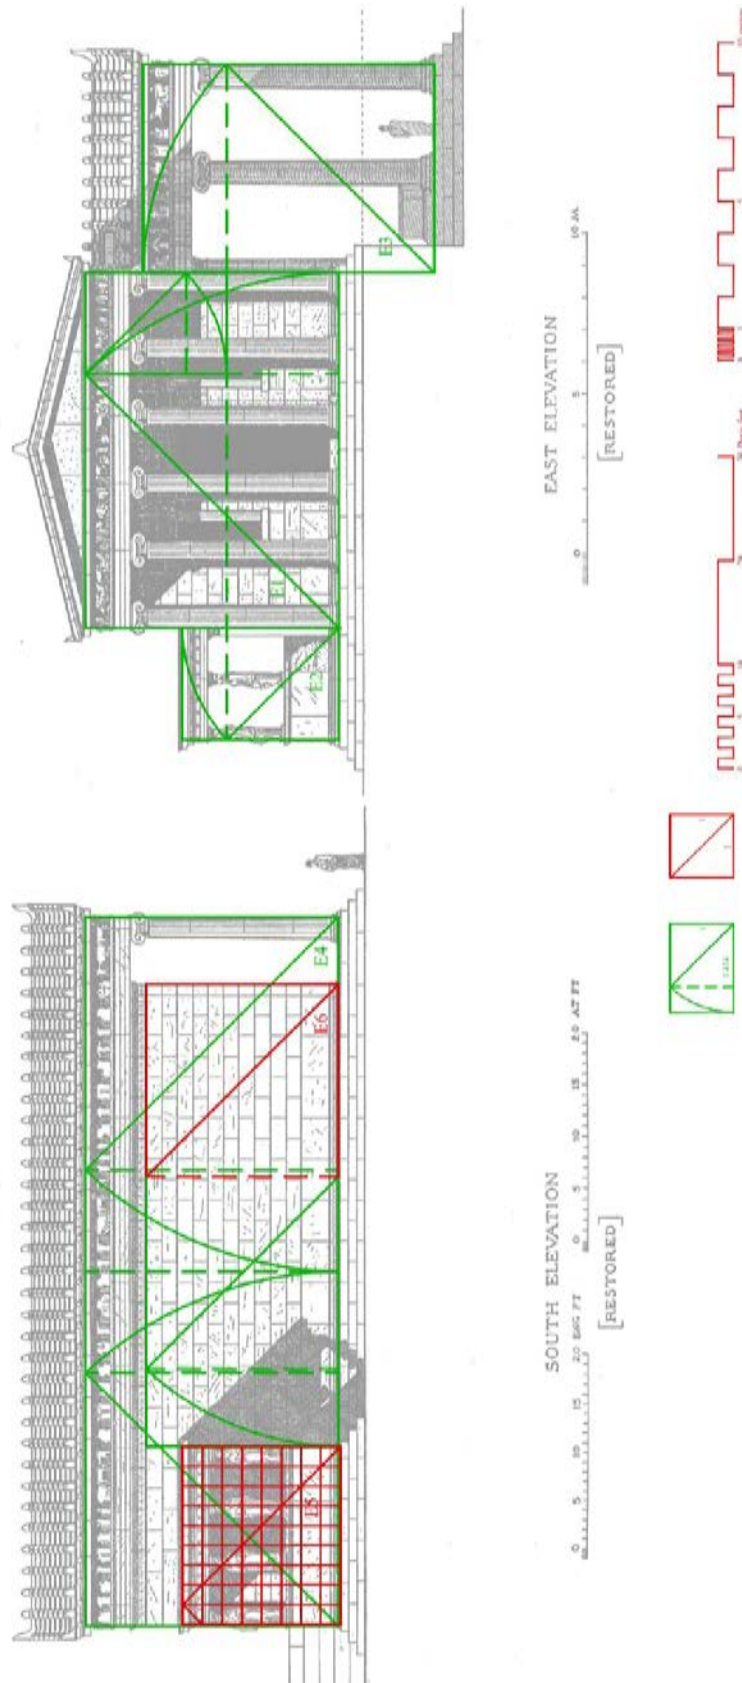 E1
E2
E3
EAST ELEVATION
[RESTORED]
0 5 10 M.
E4
E5
E6
SOUTH ELEVATION
[RESTORED]
0 5 10 15 20 ENG FT
0 5 10 15 20 AT FT